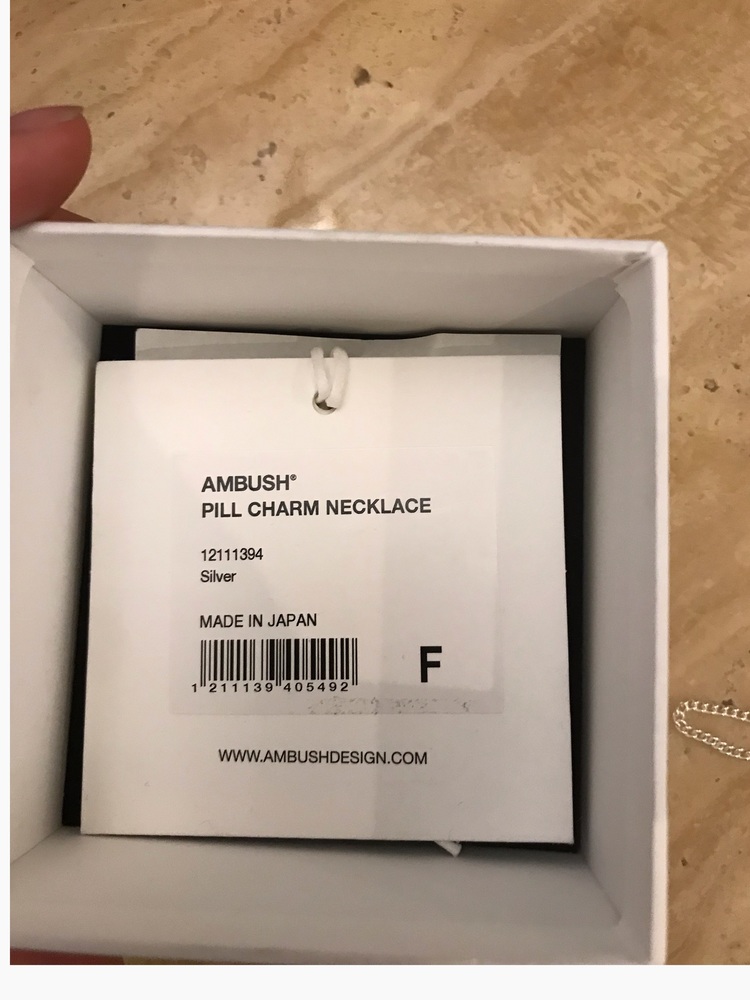 AMBUSH®
PILL CHARM NECKLACE
12111394
Silver
MADE IN JAPAN
1 211139 405492
F
WWW.AMBUSHDESIGN.COM